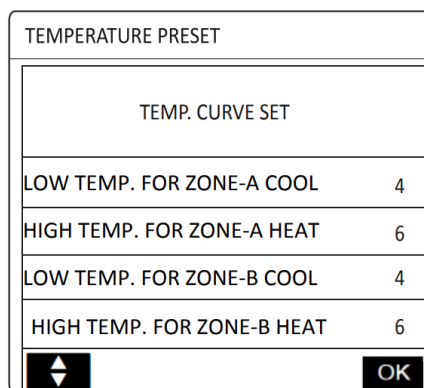 TEMPERATURE PRESET
TEMP. CURVE SET
LOW TEMP. FOR ZONE-A COOL 4
HIGH TEMP. FOR ZONE-A HEAT 6
LOW TEMP. FOR ZONE-B COOL 4
HIGH TEMP. FOR ZONE-B HEAT 6
OK